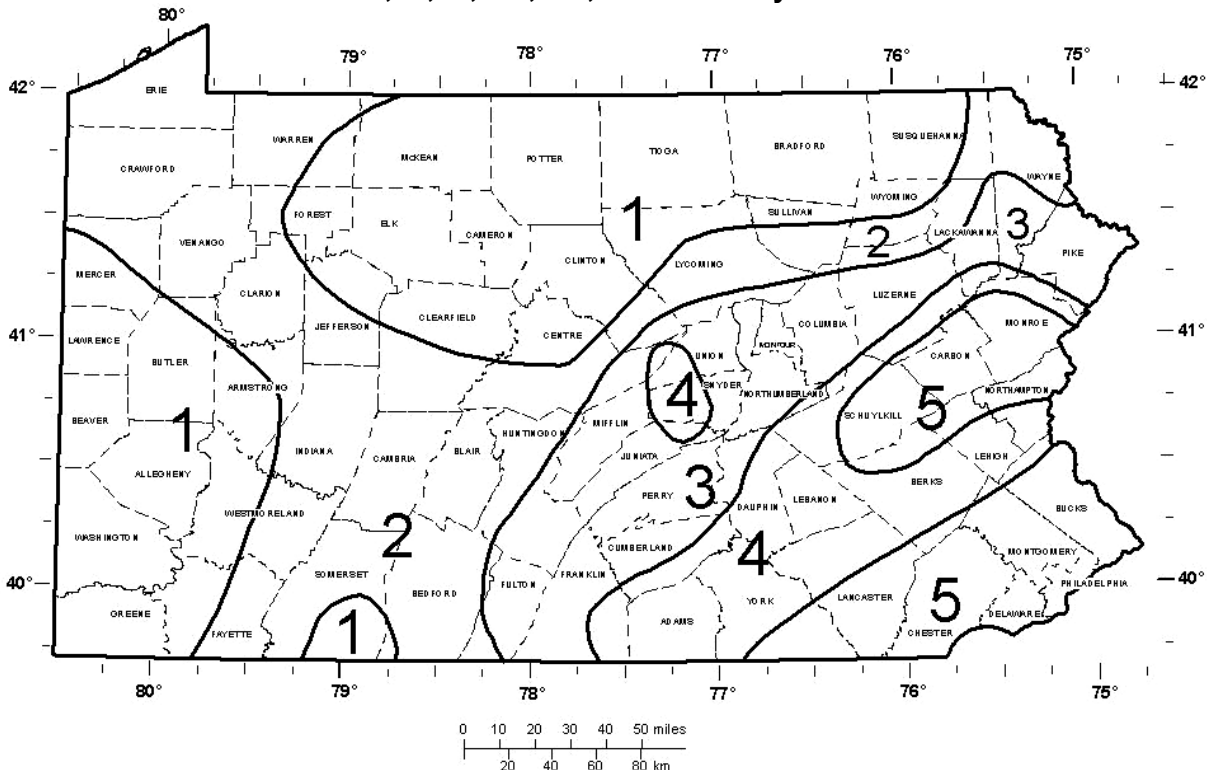 80°
79°
78°
77°
76°
75°
42°
42°
ERIE
WARREN
McKEAN
POTTER
TIOGA
BRADFORD
SUSQUEHANNA
CRAWFORD
WAYNE
WYOMING
FOREST
ELK
CAMERON
1
SULLIVAN
3
VENANGO
2
LACKAWANNA
PIKE
MERCER
CLINTON
LYCOMING
CLARION
LUZERNE
41°
41°
LAWRENCE
JEFFERSON
CLEARFIELD
CENTRE
COLUMBIA
MONROE
BUTLER
UNION
MONTOUR
CARBON
ARMSTRONG
4
SNYDER
NORTHUMBERLAND
NORTHAMPTON
BEAVER
1
SCHUYLKILL
5
HUNTINGDON
MIFFLIN
INDIANA
CAMBRIA
BLAIR
JUNIATA
LEHIGH
ALLEGHENY
BERKS
PERRY
3
DAUPHIN
LEBANON
WESTMORELAND
BUCKS
WASHINGTON
2
CUMBERLAND
4
MONTGOMERY
40°
40°
SOMERSET
BEDFORD
FULTON
FRANKLIN
PHILADELPHIA
GREENE
YORK
LANCASTER
5
DELAWARE
FAYETTE
1
ADAMS
CHESTER
80°
79°
78°
77°
76°
75°
0 10 20 30 40 50 miles
20 40 60 80 km